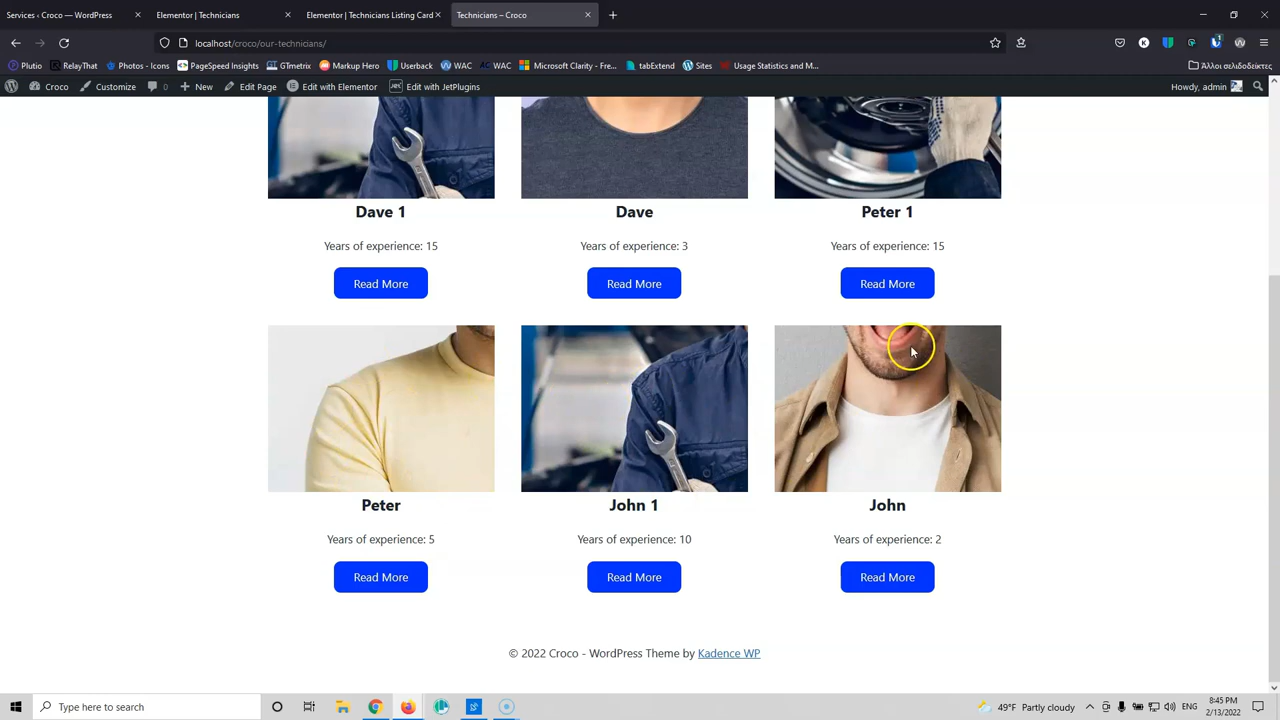 Services – Croco
Elementor | Technicians
Elementor | Technicians
Technicians – Croco
localhost/croco/our-technicians/
Plutio
RelayThat
Photos - Icons
PageSpeed Insights
GTmetrix
Markup Hero
Userback
WAC
WAC
Microsoft Clarity - Free...
tabExtend
Sites
Usage Statistics and M...
Άλλοι σελιδοδείκτες
Croco
Customize
0
New
Edit Page
Edit with Elementor
Edit with JetPlugins
Howdy, admin
Dave 1
Dave
Peter 1
Years of experience: 15
Years of experience: 3
Years of experience: 15
Read More
Read More
Read More
Peter
John 1
John
Years of experience: 5
Years of experience: 10
Years of experience: 2
Read More
Read More
Read More
© 2022 Croco - WordPress Theme by Kadence WP
Type here to search
49°F Partly cloudy
ENG
8:45 PM
2/13/2022